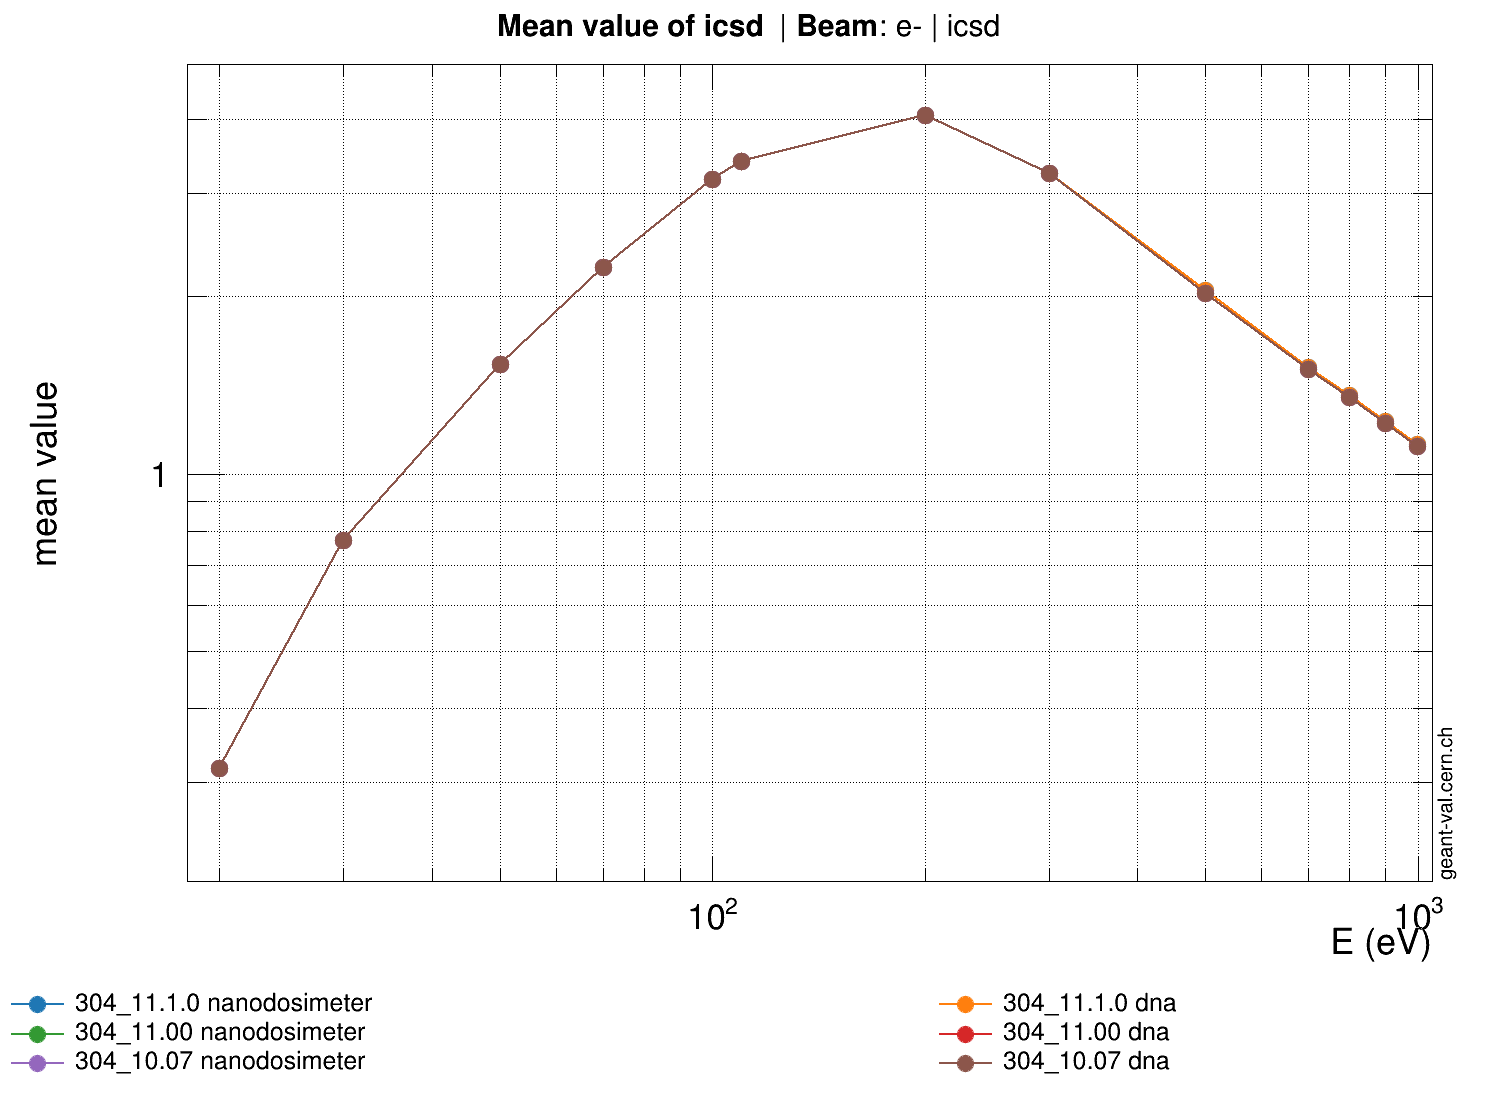 Mean value of icsd | Beam: e- | icsd
mean value
1
10²
10³
E (eV)
geant-val.cern.ch
304_11.1.0 nanodosimeter
304_11.00 nanodosimeter
304_10.07 nanodosimeter
304_11.1.0 dna
304_11.00 dna
304_10.07 dna